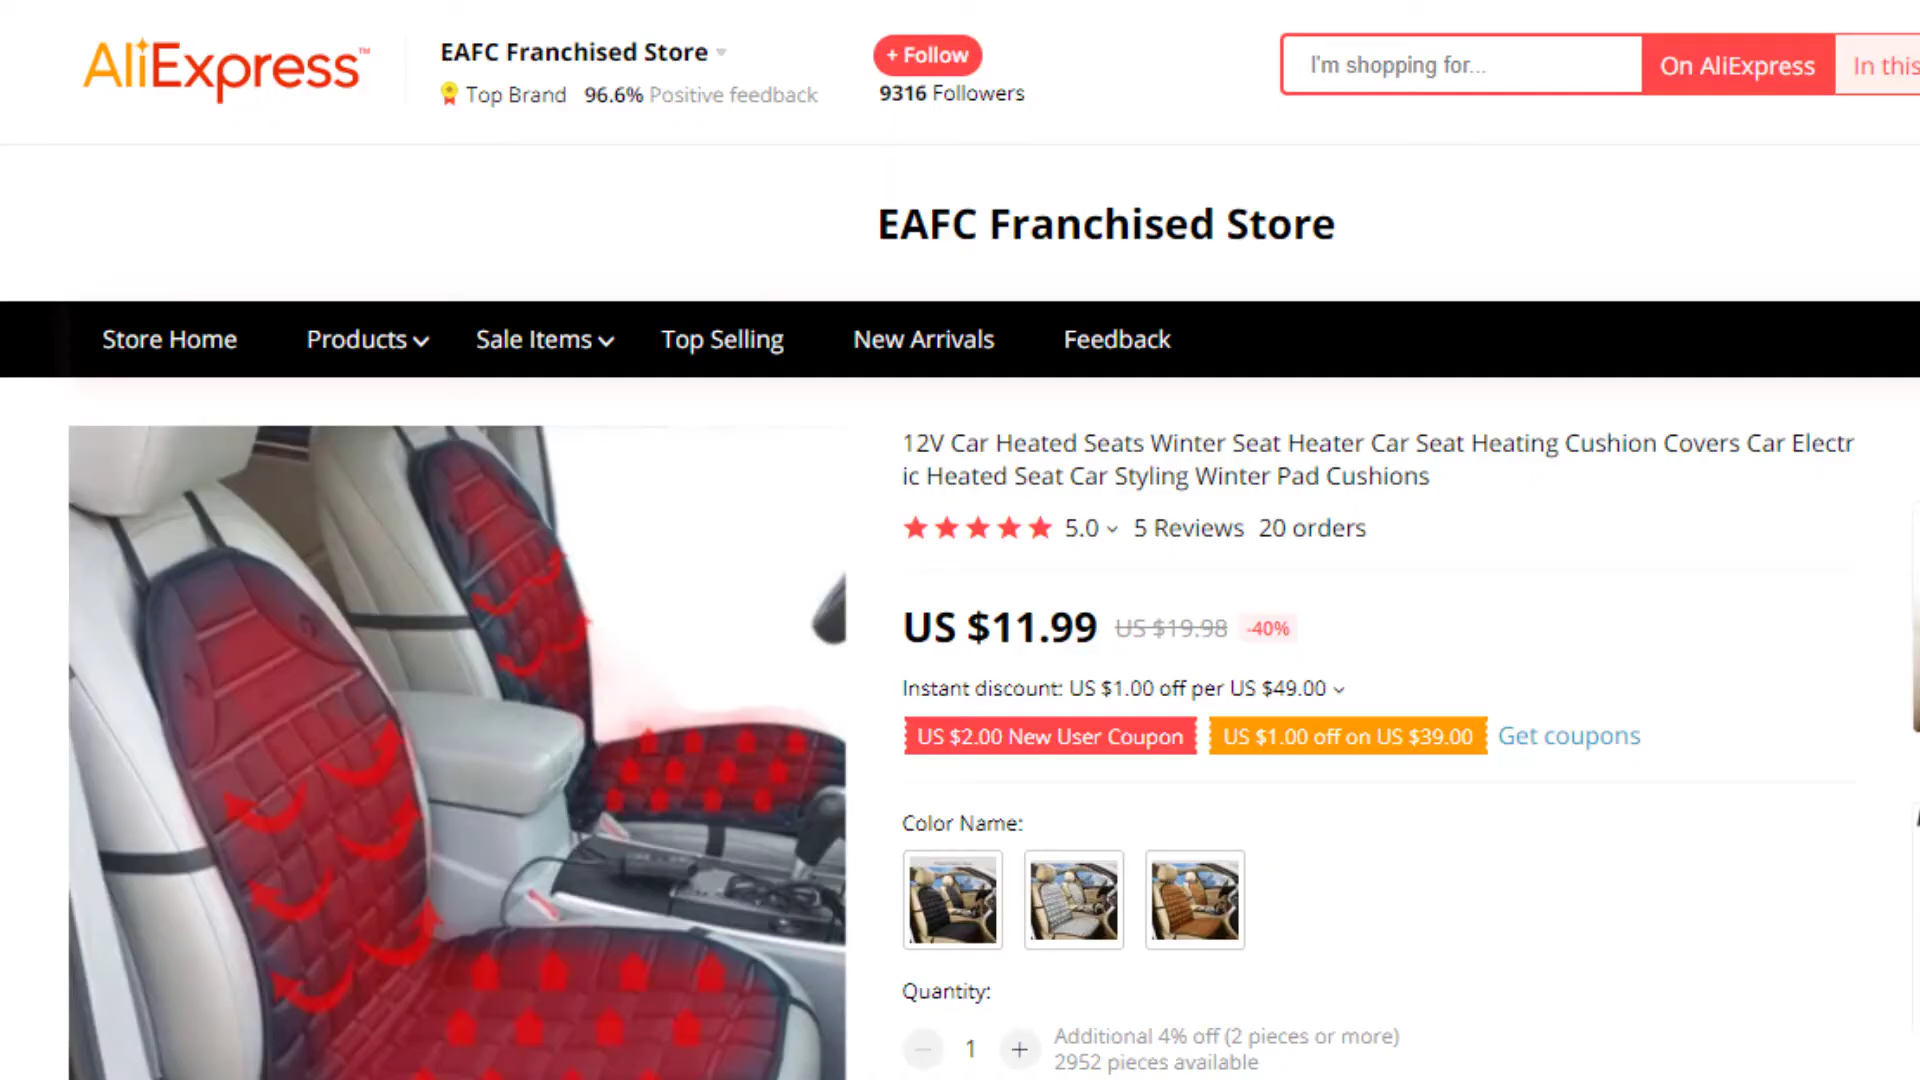 AliExpress™
EAFC Franchised Store
Top Brand 96.6% Positive feedback
+ Follow
9316 Followers
I'm shopping for...
On AliExpress
In this
EAFC Franchised Store
Store Home Products Sale Items Top Selling New Arrivals Feedback
12V Car Heated Seats Winter Seat Heater Car Seat Heating Cushion Covers Car Electr
ic Heated Seat Car Styling Winter Pad Cushions
5.0 5 Reviews 20 orders
US $11.99 US $19.98 -40%
Instant discount: US $1.00 off per US $49.00
US $2.00 New User Coupon US $1.00 off on US $39.00 Get coupons
Color Name:
Quantity:
1
Additional 4% off (2 pieces or more)
2952 pieces available